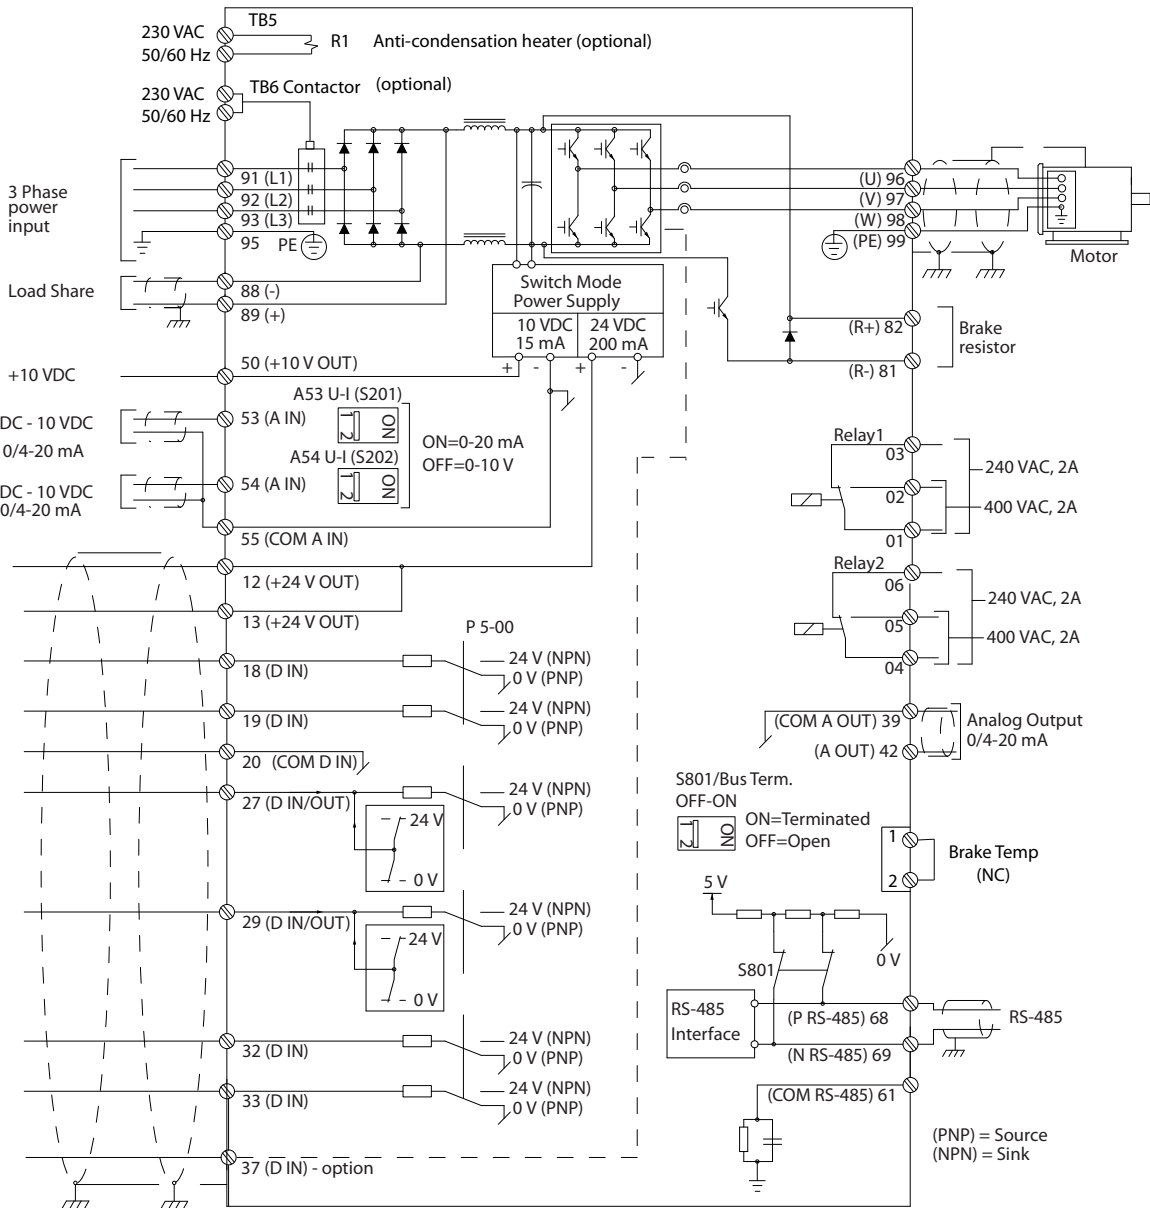 TB5
230 VAC
50/60 Hz
R1
Anti-condensation heater (optional)
230 VAC
50/60 Hz
TB6 Contactor
(optional)
3 Phase
power
input
91 (L1)
92 (L2)
93 (L3)
95
PE
(U) 96
(V) 97
(W) 98
(PE) 99
Motor
Load Share
88 (-)
89 (+)
Switch Mode
Power Supply
10 VDC
15 mA
24 VDC
200 mA
+ - + -
(R+) 82
(R-) 81
Brake
resistor
+10 VDC
50 (+10 V OUT)
A53 U-I (S201)
1 2
ON
DC - 10 VDC
0/4-20 mA
53 (A IN)
A54 U-I (S202)
1 2
ON
ON=0-20 mA
OFF=0-10 V
DC - 10 VDC
0/4-20 mA
54 (A IN)
55 (COM A IN)
12 (+24 V OUT)
13 (+24 V OUT)
Relay1
03
02
01
240 VAC, 2A
400 VAC, 2A
Relay2
06
05
04
240 VAC, 2A
400 VAC, 2A
P 5-00
18 (D IN)
24 V (NPN)
0 V (PNP)
19 (D IN)
24 V (NPN)
0 V (PNP)
20 (COM D IN)
27 (D IN/OUT)
24 V (NPN)
0 V (PNP)
24 V
0 V
29 (D IN/OUT)
24 V (NPN)
0 V (PNP)
24 V
0 V
32 (D IN)
24 V (NPN)
0 V (PNP)
33 (D IN)
24 V (NPN)
0 V (PNP)
37 (D IN) - option
(COM A OUT) 39
(A OUT) 42
Analog Output
0/4-20 mA
S801/Bus Term.
OFF-ON
1 2
ON
ON=Terminated
OFF=Open
1
2
Brake Temp
(NC)
5 V
0 V
S801
RS-485
Interface
(P RS-485) 68
(N RS-485) 69
RS-485
(COM RS-485) 61
(PNP) = Source
(NPN) = Sink